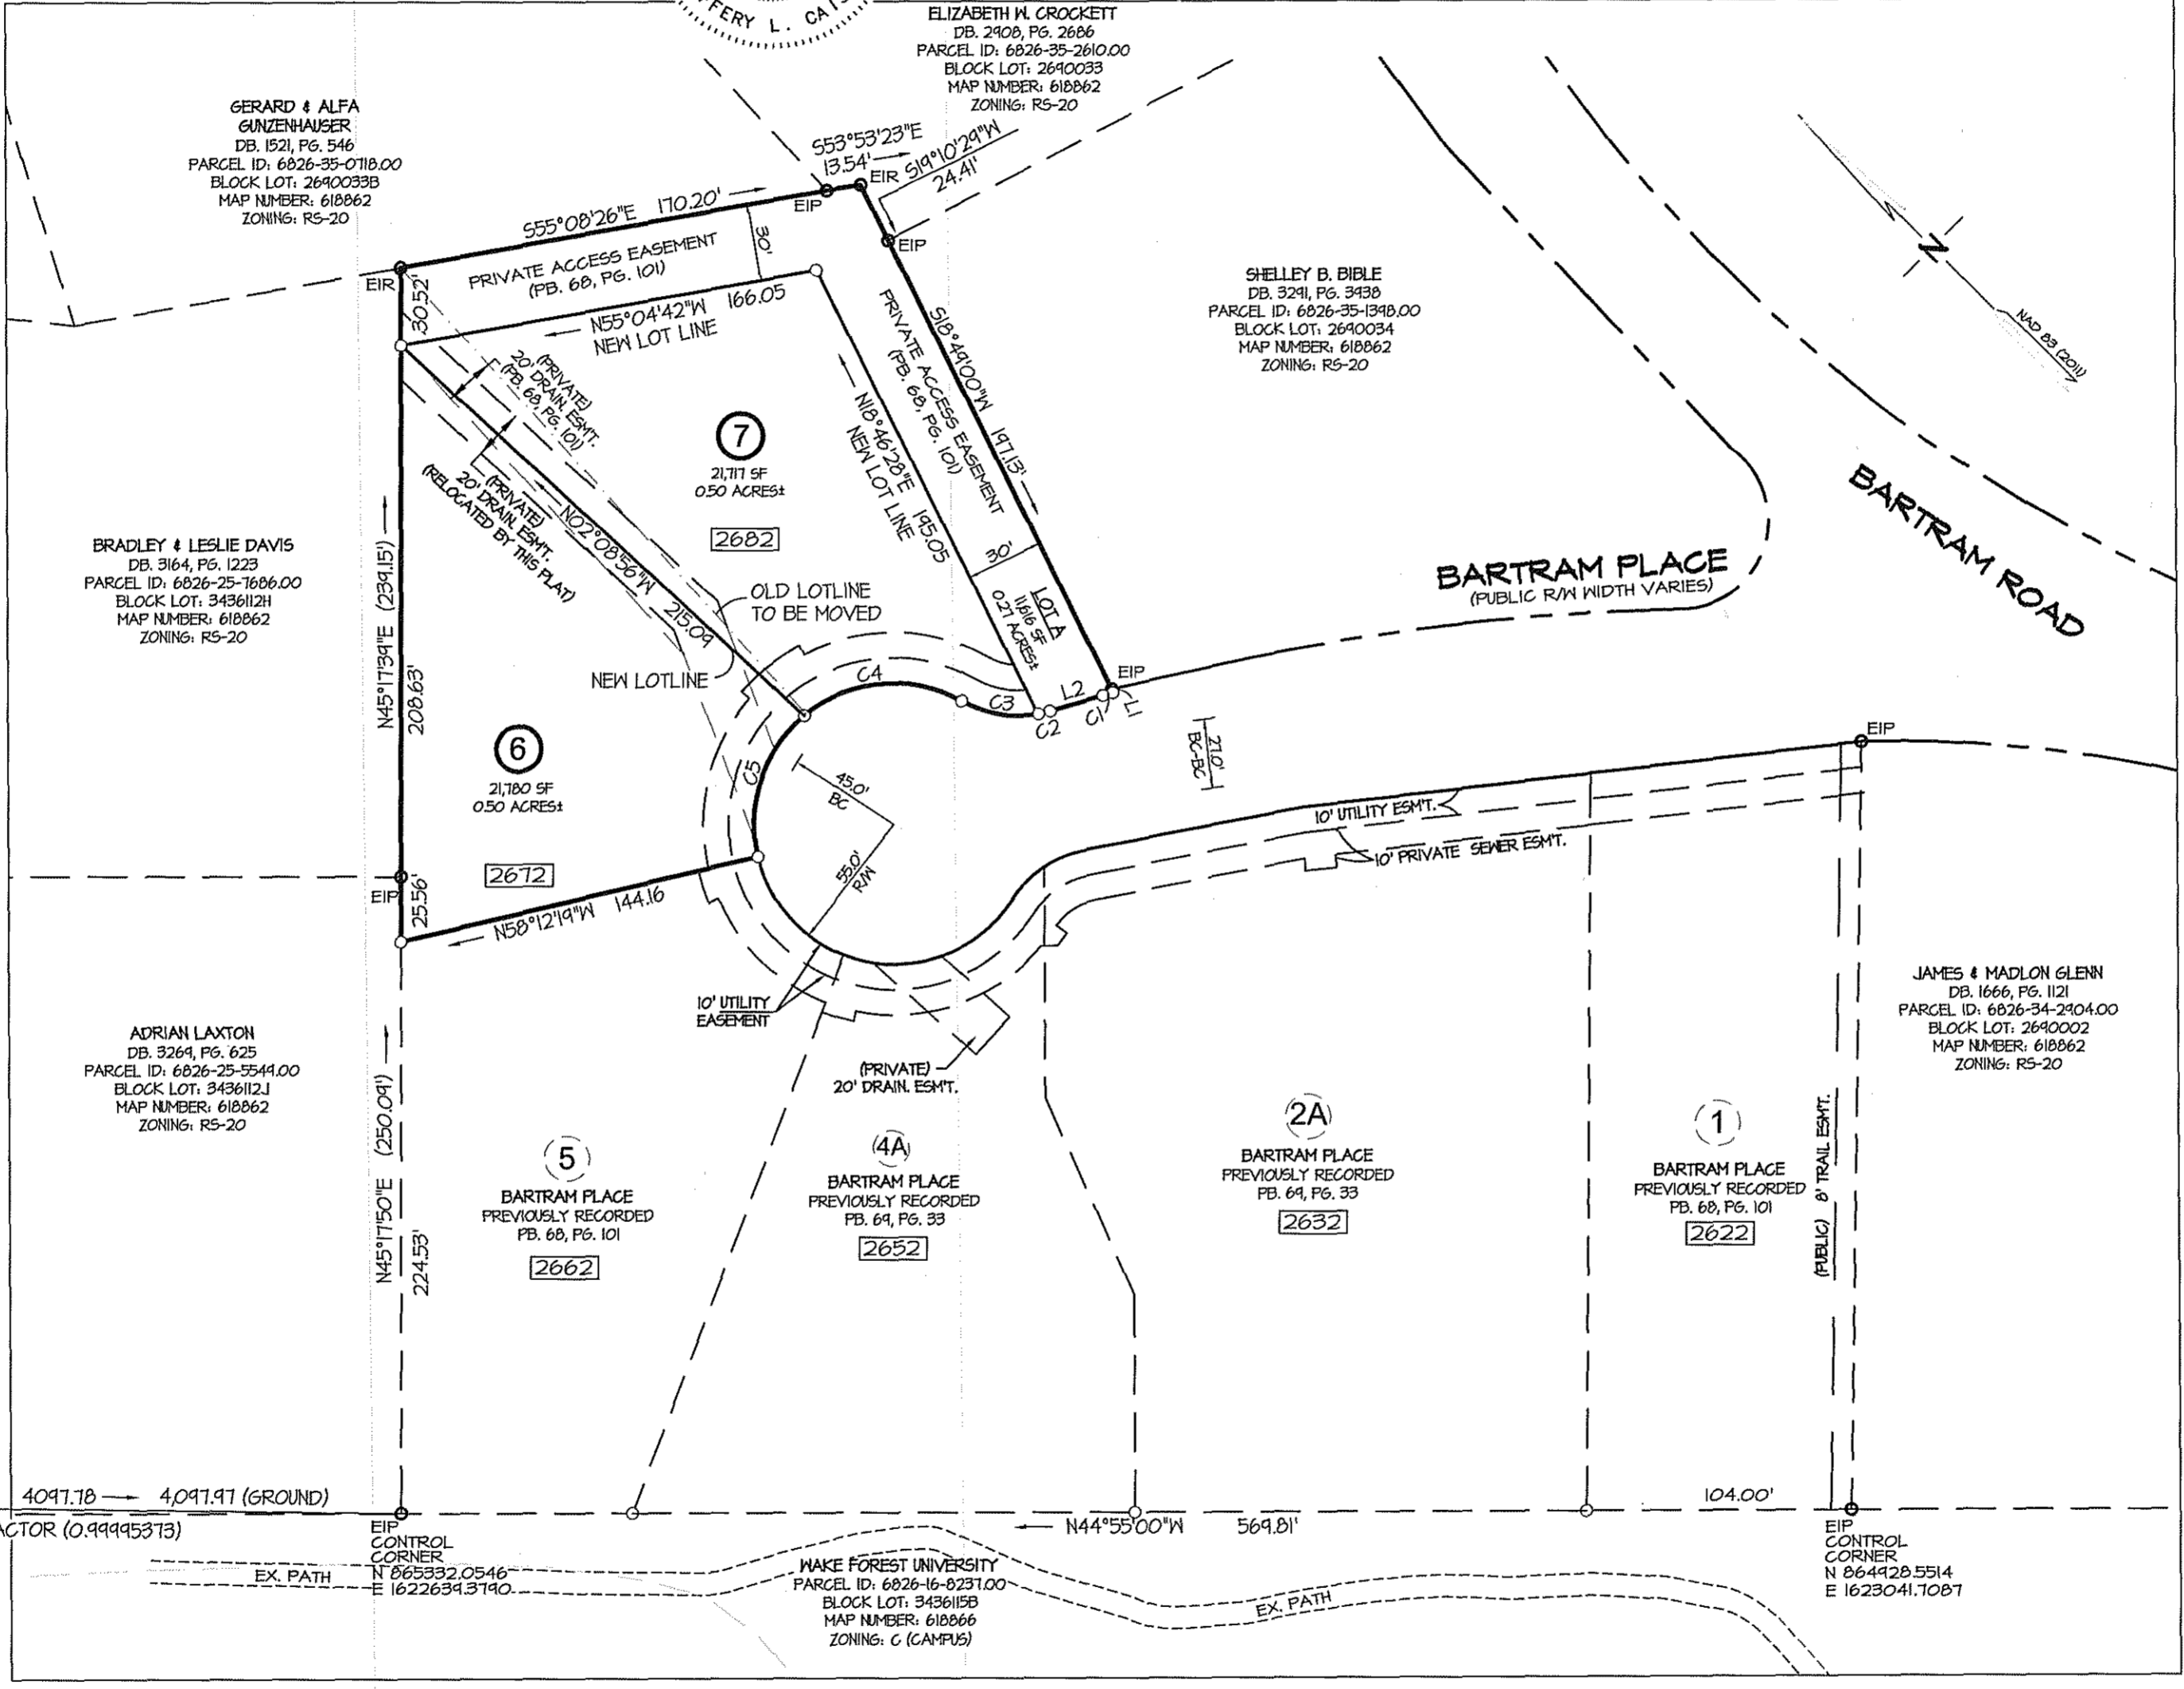 FFERY L. CA
ELIZABETH W. CROCKETT
DB. 2908, PG. 2686
PARCEL ID: 6826-35-2610.00
BLOCK LOT: 2690033
MAP NUMBER: 618862
ZONING: RS-20
GERARD & ALFA
GUNZENHAUSER
DB. 1521, PG. 546
PARCEL ID: 6826-35-0718.00
BLOCK LOT: 2690033B
MAP NUMBER: 618862
ZONING: RS-20
S53°53'23"E
13.54'
EIR
S19°10'29"W
24.41'
EIP
EIP
S55°08'26"E 170.20'
30'
PRIVATE ACCESS EASEMENT
(PB. 68, PG. 101)
EIR
30.52'
N55°04'42"W 166.05
NEW LOT LINE
PRIVATE ACCESS EASEMENT
(PB. 68, PG. 101)
S18°49'00"W 197.13'
SHELLEY B. BIBLE
DB. 3291, PG. 3938
PARCEL ID: 6826-35-1398.00
BLOCK LOT: 2690034
MAP NUMBER: 618862
ZONING: RS-20
N
NAD 83 (2011)
(PRIVATE)
20' DRAIN. ESM'T.
(PB. 68, PG. 101)
7
21,717 SF
0.50 ACRES±
2682
N18°46'28"E 195.05
NEW LOT LINE
30'
LOT A
11,616 SF
0.27 ACRES±
(PRIVATE)
20' DRAIN. ESM'T.
(RELOCATED BY THIS PLAT)
N02°08'56"W 215.09
OLD LOTLINE
TO BE MOVED
NEW LOTLINE
BRADLEY & LESLIE DAVIS
DB. 3164, PG. 1223
PARCEL ID: 6826-25-7686.00
BLOCK LOT: 3436112H
MAP NUMBER: 618862
ZONING: RS-20
N45°17'39"E (239.15')
208.63'
BARTRAM PLACE
(PUBLIC R/W WIDTH VARIES)
BARTRAM ROAD
C4
C3
C2
L2
C1
L1
EIP
C5
27.0'
BC-BC
45.0'
BC
55.0'
R/W
6
21,780 SF
0.50 ACRES±
2672
EIP
25.56'
N58°12'19"W 144.16
EIP
10' UTILITY ESM'T.
10' PRIVATE SEWER ESM'T.
10' UTILITY
EASEMENT
(PRIVATE)
20' DRAIN. ESM'T.
JAMES & MADLON GLENN
DB. 1666, PG. 1121
PARCEL ID: 6826-34-2904.00
BLOCK LOT: 2690002
MAP NUMBER: 618862
ZONING: RS-20
ADRIAN LAXTON
DB. 3269, PG. 625
PARCEL ID: 6826-25-5549.00
BLOCK LOT: 3436112J
MAP NUMBER: 618862
ZONING: RS-20
N45°17'50"E (250.09')
224.53'
5
BARTRAM PLACE
PREVIOUSLY RECORDED
PB. 68, PG. 101
2662
4A
BARTRAM PLACE
PREVIOUSLY RECORDED
PB. 69, PG. 33
2652
2A
BARTRAM PLACE
PREVIOUSLY RECORDED
PB. 69, PG. 33
2632
1
BARTRAM PLACE
PREVIOUSLY RECORDED
PB. 68, PG. 101
2622
(PUBLIC) 8' TRAIL ESM'T.
4097.78 4,097.97 (GROUND)
ACTOR (0.99995373)
EIP
CONTROL
CORNER
N 865332.0546
E 1622639.3790
N44°55'00"W 569.81'
104.00'
EIP
CONTROL
CORNER
N 864928.5514
E 1623041.7087
EX. PATH
WAKE FOREST UNIVERSITY
PARCEL ID: 6826-16-8237.00
BLOCK LOT: 3436115B
MAP NUMBER: 618866
ZONING: C (CAMPUS)
EX. PATH